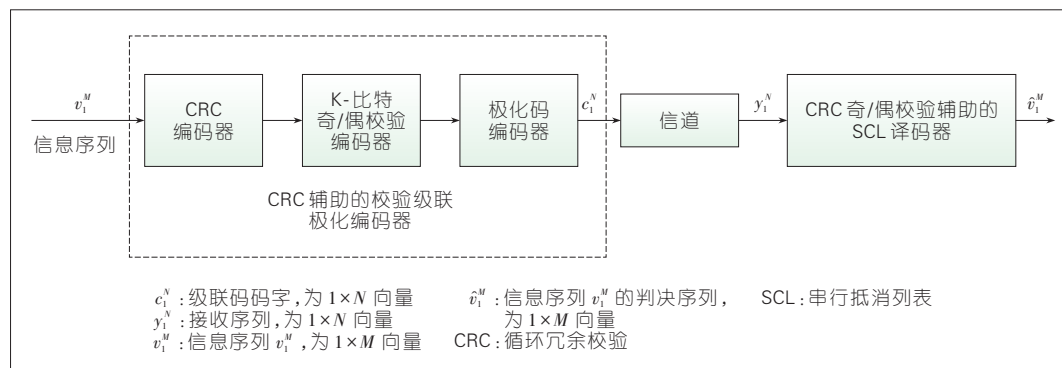 v₁ᴹ
信息序列
CRC
编码器
K-比特
奇/偶校验
编码器
极化码
编码器
c₁ᴺ
信道
y₁ᴺ
CRC 奇/偶校验辅助的
SCL 译码器
v̂₁ᴹ
CRC 辅助的校验级联
极化编码器
c₁ᴺ:级联码码字,为 1×N 向量
y₁ᴺ:接收序列,为 1×N 向量
v₁ᴹ:信息序列 v₁ᴹ,为 1×M 向量
v̂₁ᴹ:信息序列 v₁ᴹ 的判决序列,
为 1×M 向量
CRC:循环冗余校验
SCL:串行抵消列表